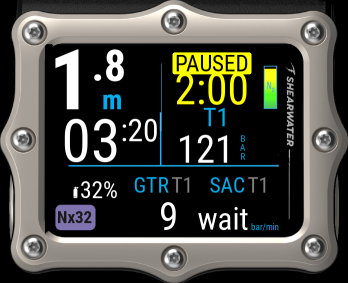 1.8 m
PAUSED
2:00
03:20
T1
121 BAR
N₂
SHEARWATER
32%
GTR T1 SAC T1
Nx32
9 wait bar/min